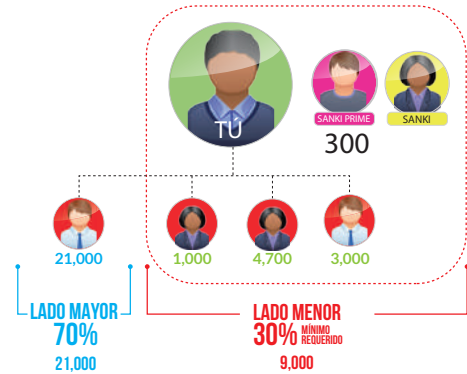 TÚ
SANKI PRIME
SANKI
300
21,000
1,000
4,700
3,000
LADO MAYOR
70%
21,000
LADO MENOR
30% MÍNIMO REQUERIDO
9,000